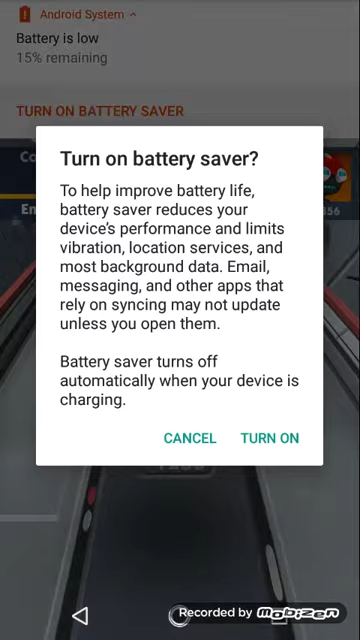 Android System
Battery is low
15% remaining
TURN ON BATTERY SAVER
Co
En
356
Turn on battery saver?
To help improve battery life,
battery saver reduces your
device's performance and limits
vibration, location services, and
most background data. Email,
messaging, and other apps that
rely on syncing may not update
unless you open them.
Battery saver turns off
automatically when your device is
charging.
CANCEL TURN ON
Recorded by mobizen